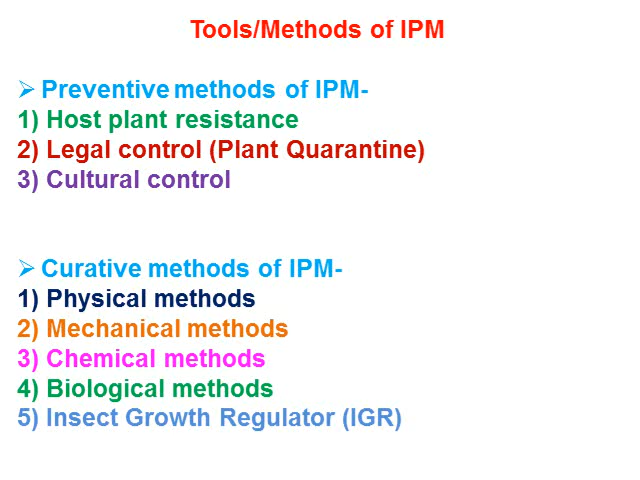 Tools/Methods of IPM
➢ Preventive methods of IPM-
1) Host plant resistance
2) Legal control (Plant Quarantine)
3) Cultural control
➢ Curative methods of IPM-
1) Physical methods
2) Mechanical methods
3) Chemical methods
4) Biological methods
5) Insect Growth Regulator (IGR)